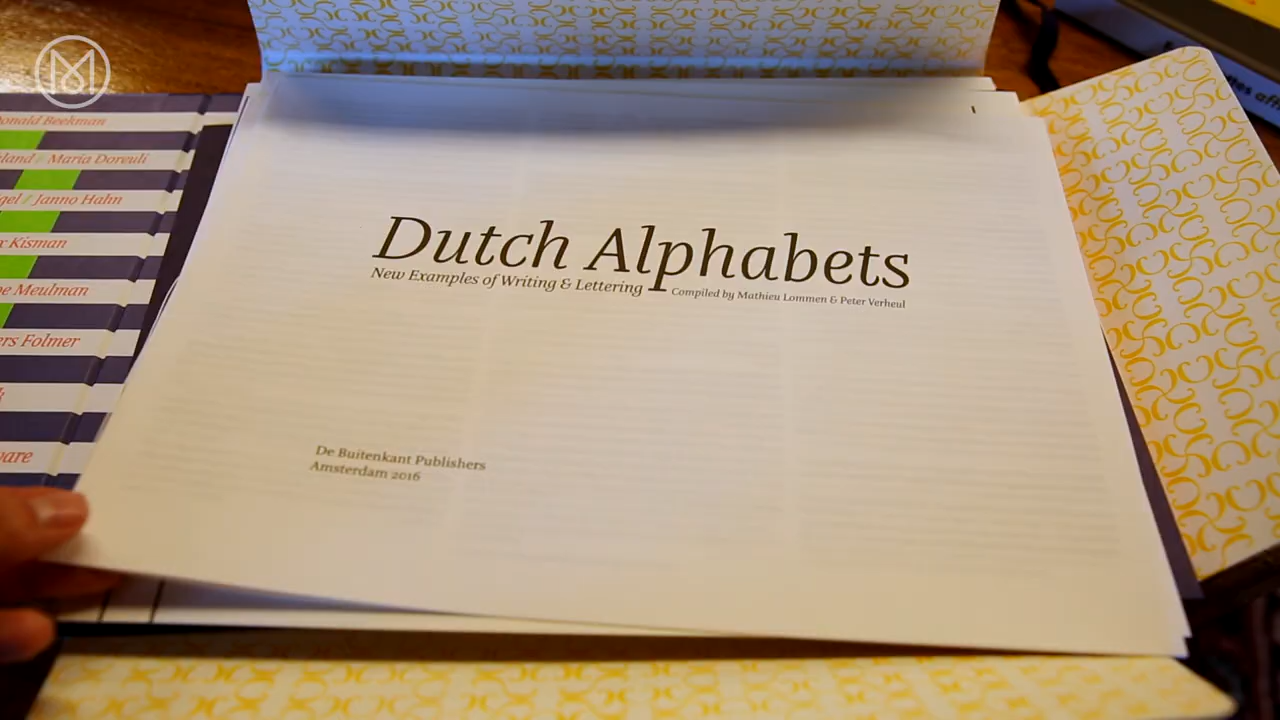 Donald Beekman
Maria Doreuli
Janno Hahn
Kisman
Meulman
Folmer
Dutch Alphabets
New Examples of Writing & Lettering
Compiled by Mathieu Lommen & Peter Verheul
De Buitenkant Publishers
Amsterdam 2016